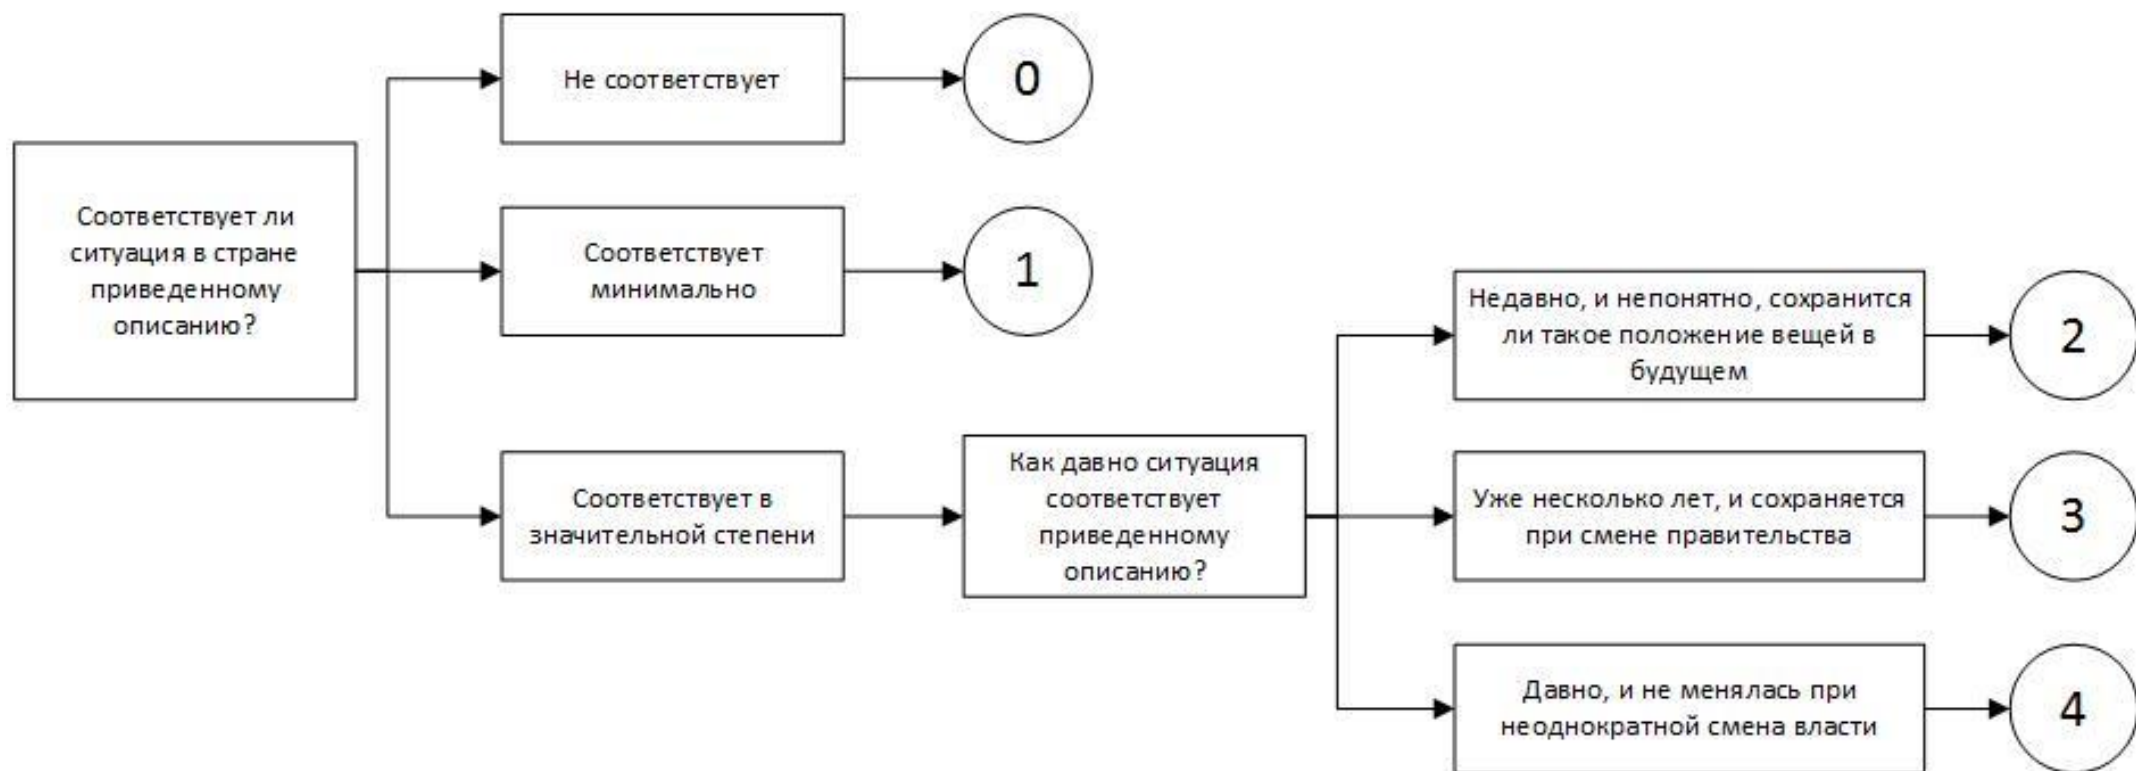 Не соответствует
0
Соответствует ли
ситуация в стране
приведенному
описанию?
Соответствует
минимально
1
Недавно, и непонятно, сохранится
ли такое положение вещей в
будущем
2
Соответствует в
значительной степени
Как давно ситуация
соответствует
приведенному
описанию?
Уже несколько лет, и сохраняется
при смене правительства
3
Давно, и не менялась при
неоднократной смена власти
4